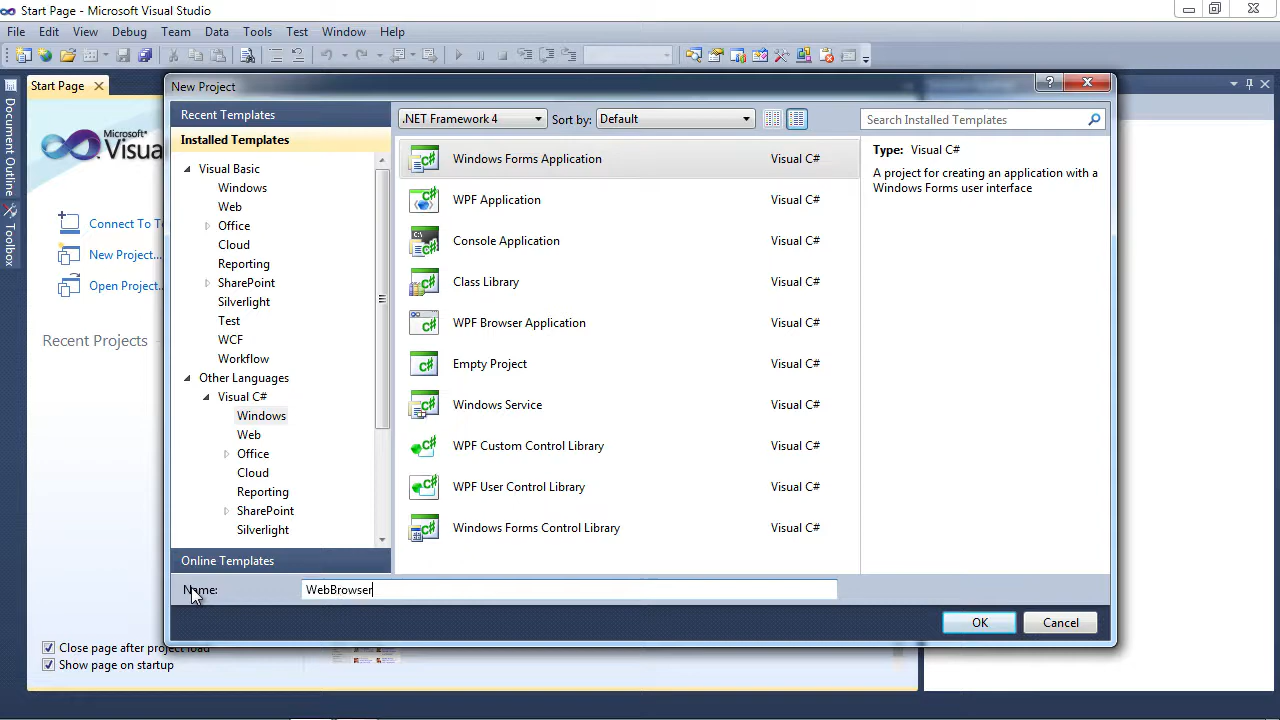 Start Page - Microsoft Visual Studio
File Edit View Debug Team Data Tools Test Window Help
Start Page
Document Outline
Toolbox
Microsoft®
Visua
Connect To T
New Project...
Open Project..
Recent Projects
Close page after project load
Show page on startup
New Project
Recent Templates
Installed Templates
Visual Basic
Windows
Web
Office
Cloud
Reporting
SharePoint
Silverlight
Test
WCF
Workflow
Other Languages
Visual C#
Windows
Web
Office
Cloud
Reporting
SharePoint
Silverlight
Online Templates
.NET Framework 4 Sort by: Default
Search Installed Templates
Windows Forms Application Visual C#
WPF Application Visual C#
Console Application Visual C#
Class Library Visual C#
WPF Browser Application Visual C#
Empty Project Visual C#
Windows Service Visual C#
WPF Custom Control Library Visual C#
WPF User Control Library Visual C#
Windows Forms Control Library Visual C#
Type: Visual C#
A project for creating an application with a
Windows Forms user interface
Name: WebBrowser
OK Cancel